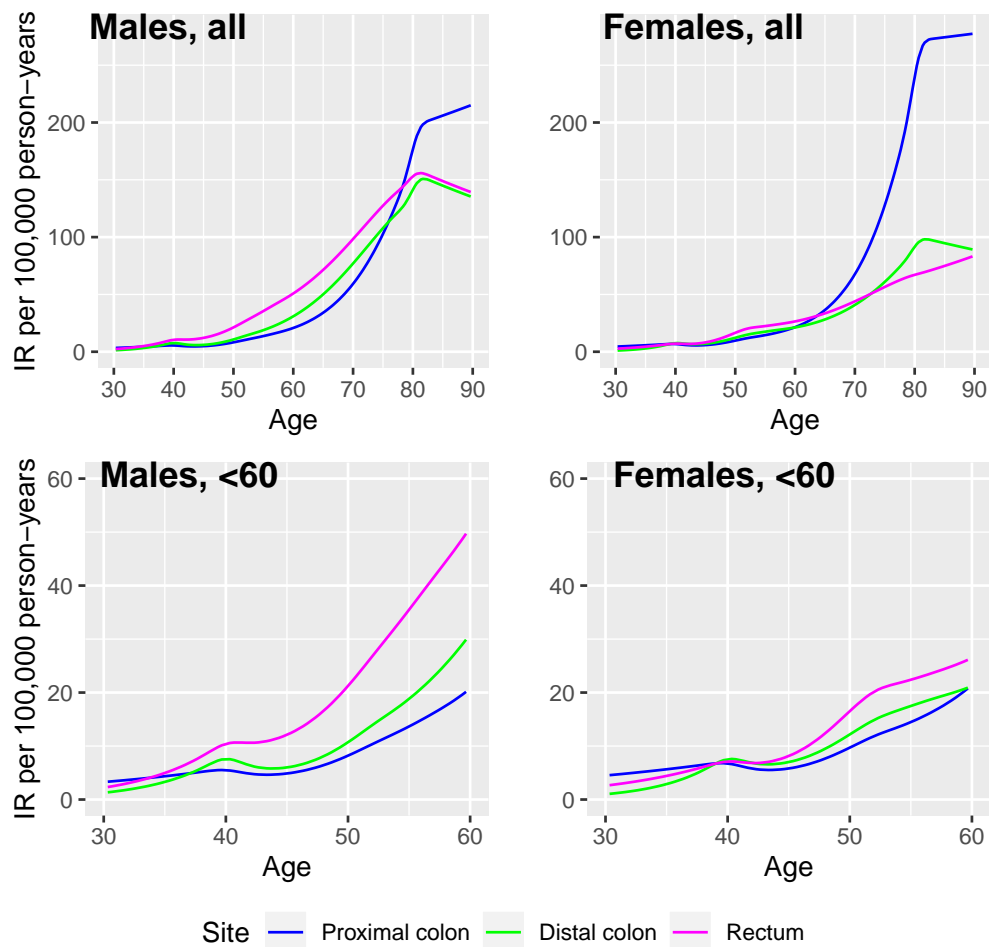 Males, all
IR per 100,000 person−years
200
100
0
30 40 50 60 70 80 90
Age
Females, all
200
100
0
30 40 50 60 70 80 90
Age
Males, <60
IR per 100,000 person−years
60
40
20
0
30 40 50 60
Age
Females, <60
60
40
20
0
30 40 50 60
Age
Site Proximal colon Distal colon Rectum